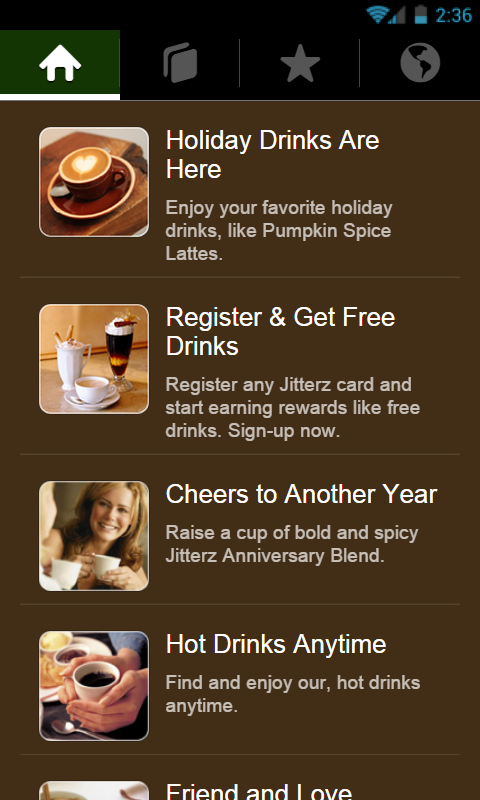 2:36
Holiday Drinks Are
Here
Enjoy your favorite holiday
drinks, like Pumpkin Spice
Lattes.
Register & Get Free
Drinks
Register any Jitterz card and
start earning rewards like free
drinks. Sign-up now.
Cheers to Another Year
Raise a cup of bold and spicy
Jitterz Anniversary Blend.
Hot Drinks Anytime
Find and enjoy our, hot drinks
anytime.
Friend and Love